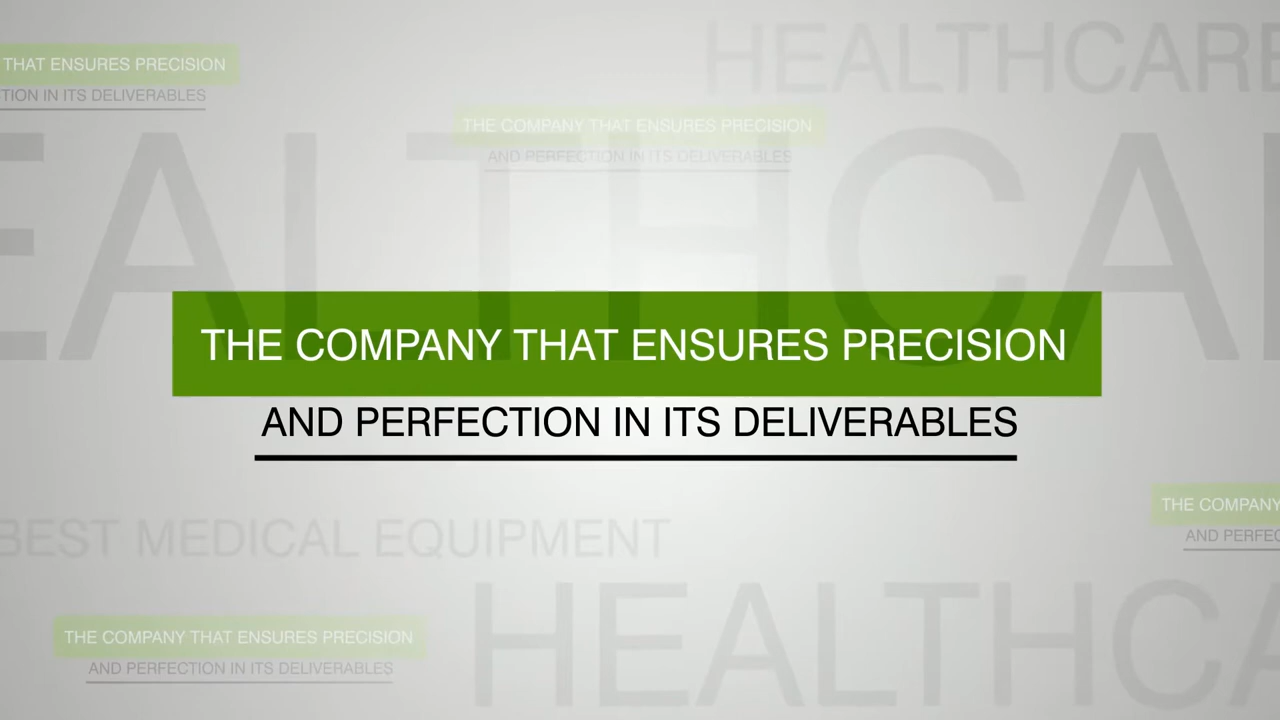 HEALTHCARE
THAT ENSURES PRECISION
TION IN ITS DELIVERABLES
THE COMPANY THAT ENSURES PRECISION
AND PERFECTION IN ITS DELIVERABLES
EALTHCAR
THE COMPANY THAT ENSURES PRECISION
AND PERFECTION IN ITS DELIVERABLES
THE COMPANY
AND PERFEC
BEST MEDICAL EQUIPMENT
HEALTHCA
THE COMPANY THAT ENSURES PRECISION
AND PERFECTION IN ITS DELIVERABLES